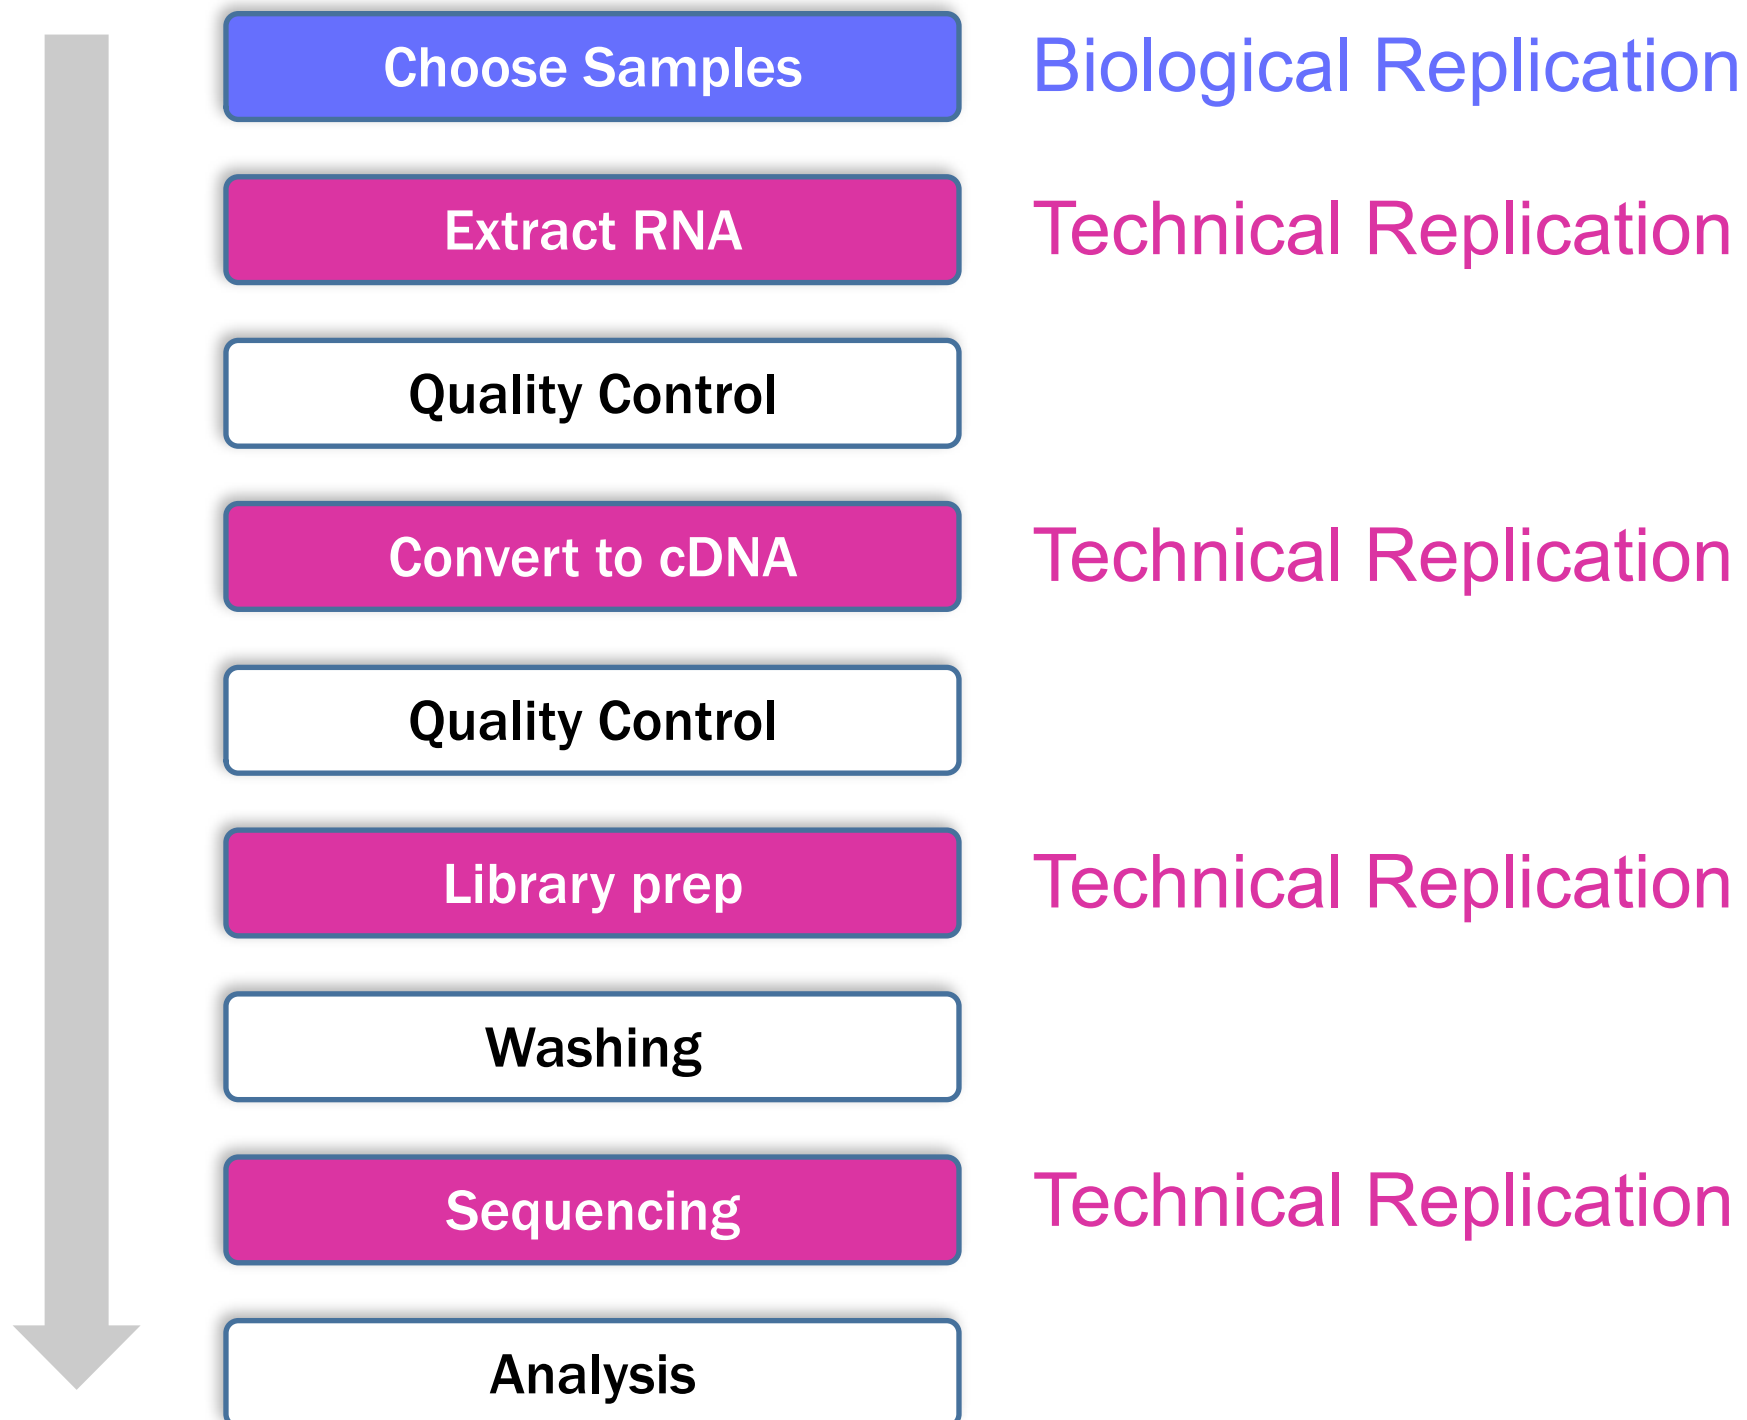 Choose Samples
Biological Replication
Extract RNA
Technical Replication
Quality Control
Convert to cDNA
Technical Replication
Quality Control
Library prep
Technical Replication
Washing
Sequencing
Technical Replication
Analysis